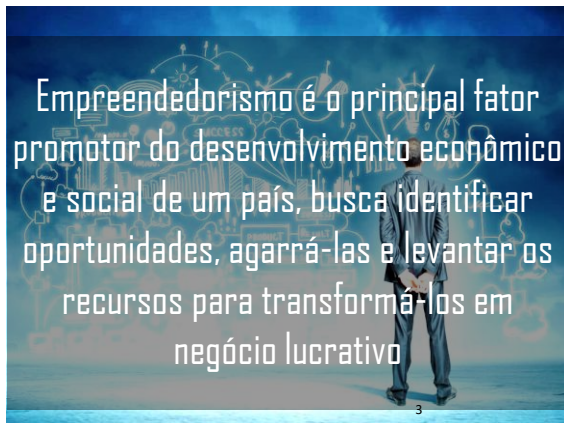 Empreendedorismo é o principal fator
promotor do desenvolvimento econômico
e social de um país, busca identificar
oportunidades, agarrá-las e levantar os
recursos para transformá-los em
negócio lucrativo
SUCCESS
3